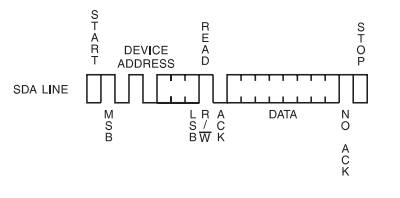 START
DEVICE
ADDRESS
READ
STOP
SDA LINE
MSB
LSB
R/W̅
ACK
DATA
NO ACK